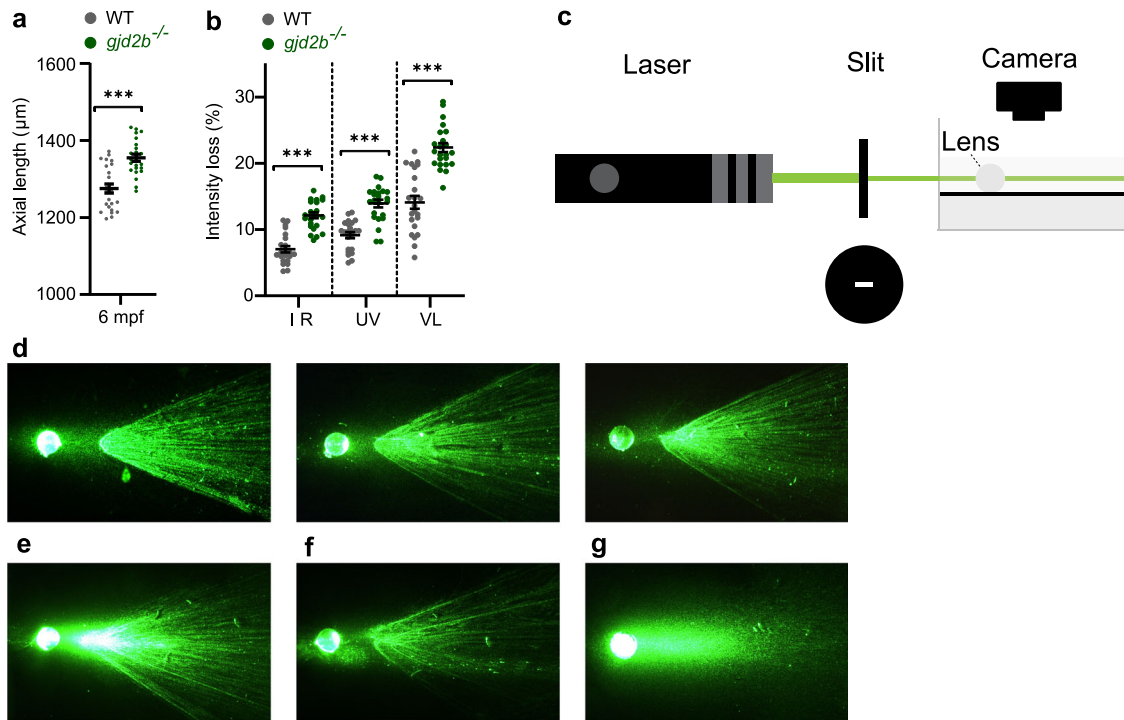 a
WT
gjd2b-/-
Axial length (µm)
1600
1400
1200
1000
***
6 mpf
b
WT
gjd2b-/-
Intensity loss (%)
30
20
10
0
***
***
***
I R
UV
VL
c
Laser
Slit
Camera
Lens
d
e
f
g